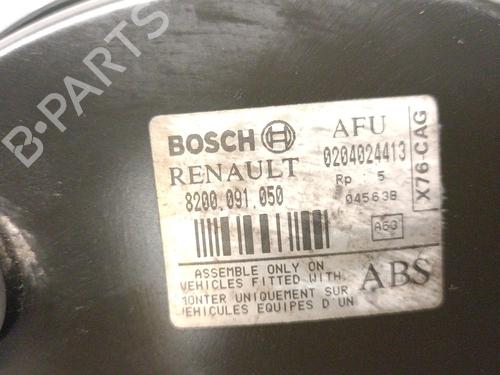 B-PARTS
BOSCH AFU
RENAULT 0204024413
8200 091 050 Rp 5
04563B
X76-CAG
A63
ASSEMBLE ONLY ON
VEHICLES FITTED WITH.
MONTER UNIQUEMENT SUR
VEHICULES EQUIPES D'UN
ABS